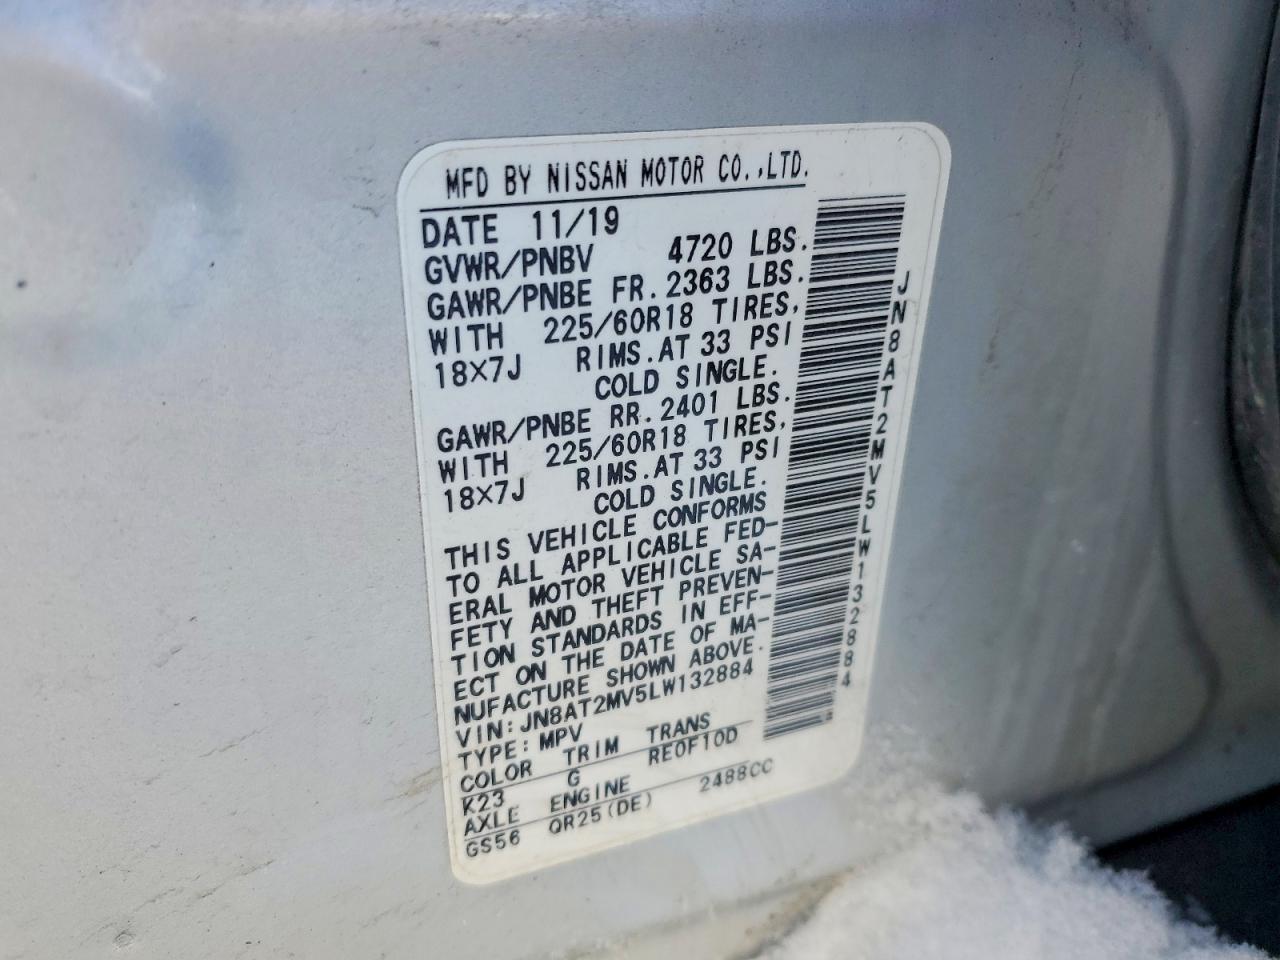 MFD BY NISSAN MOTOR CO.,LTD.
DATE 11/19
GVWR/PNBV 4720 LBS.
GAWR/PNBE FR. 2363 LBS.
WITH 225/60R18 TIRES,
18×7J RIMS. AT 33 PSI
COLD SINGLE.
GAWR/PNBE RR. 2401 LBS.
WITH 225/60R18 TIRES,
18×7J RIMS. AT 33 PSI
COLD SINGLE.
THIS VEHICLE CONFORMS
TO ALL APPLICABLE FED-
ERAL MOTOR VEHICLE SA-
FETY AND THEFT PREVEN-
TION STANDARDS IN EFF-
ECT ON THE DATE OF MA-
NUFACTURE SHOWN ABOVE.
VIN: JN8AT2MV5LW132884
TYPE: MPV
COLOR TRIM TRANS
K23 G RE0F10D
AXLE ENGINE
GS56 QR25(DE) 2488CC
JN8AT2MV5LW132884